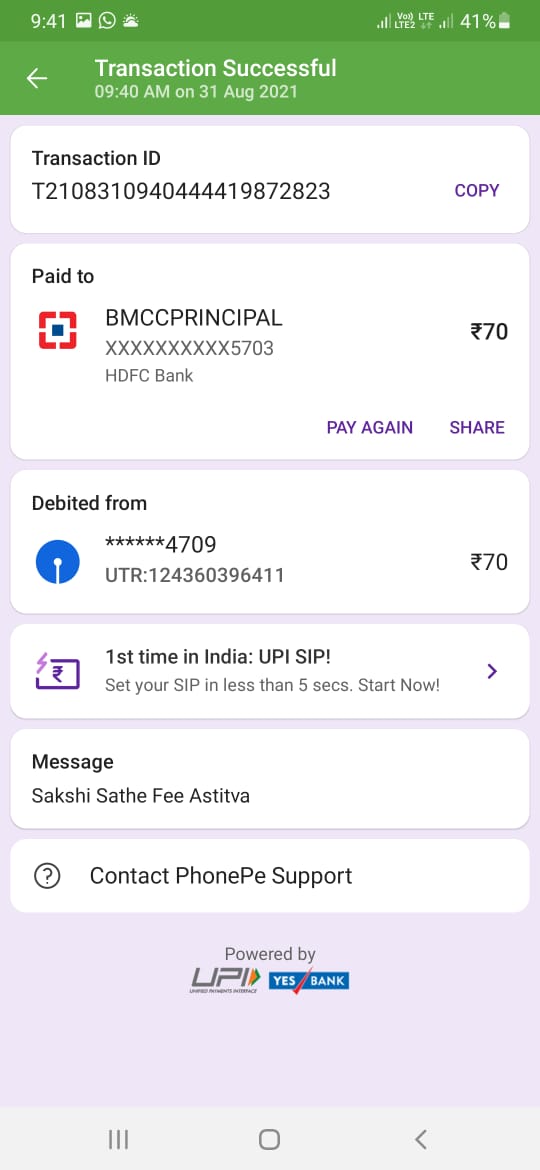 9:41 Vo) LTE LTE2 41%
Transaction Successful
09:40 AM on 31 Aug 2021
Transaction ID
T2108310940444419872823 COPY
Paid to
BMCCPRINCIPAL ₹70
XXXXXXXXXX5703
HDFC Bank
PAY AGAIN SHARE
Debited from
******4709 ₹70
UTR:124360396411
1st time in India: UPI SIP!
Set your SIP in less than 5 secs. Start Now!
Message
Sakshi Sathe Fee Astitva
? Contact PhonePe Support
Powered by
UPI YES BANK
UNIFIED PAYMENTS INTERFACE